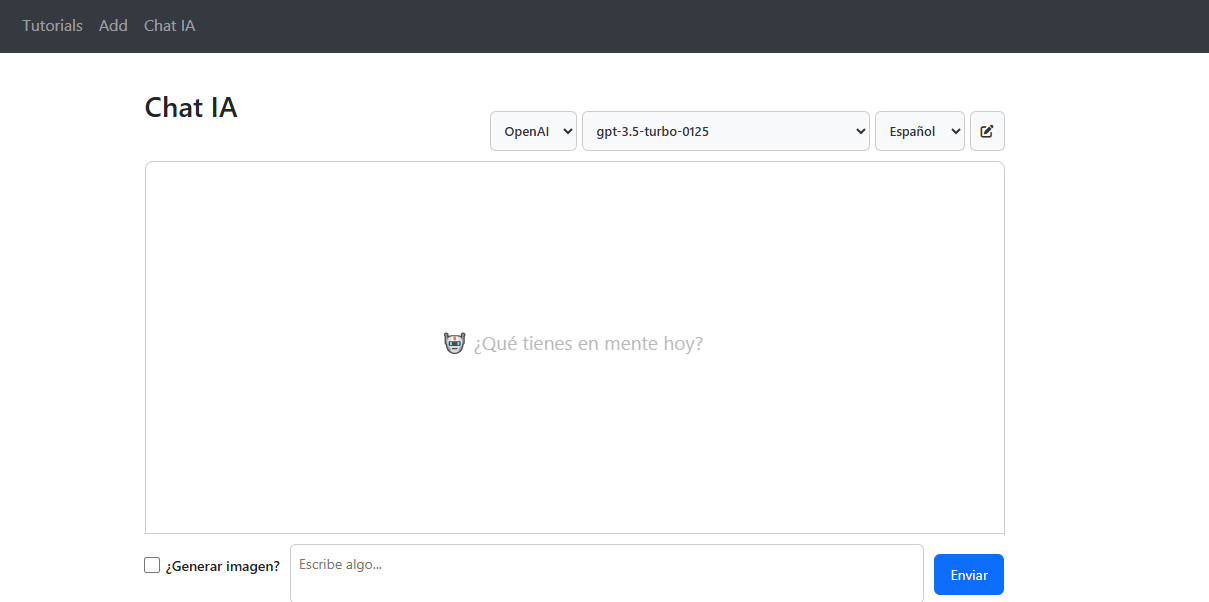 Tutorials Add Chat IA
Chat IA
OpenAI gpt-3.5-turbo-0125 Español
¿Qué tienes en mente hoy?
¿Generar imagen? Escribe algo... Enviar